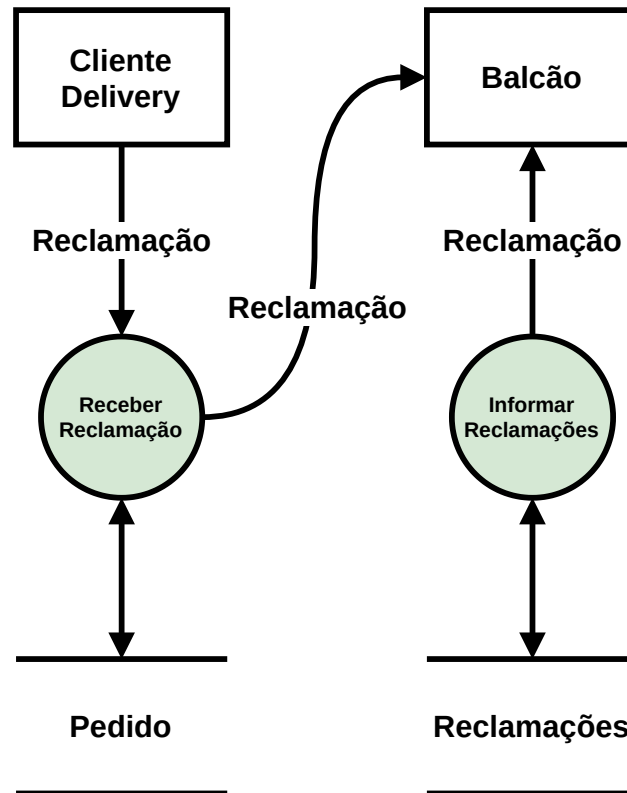 Cliente
Delivery
Balcão
Reclamação
Reclamação
Reclamação
Receber
Reclamação
Informar
Reclamações
Pedido
Reclamações